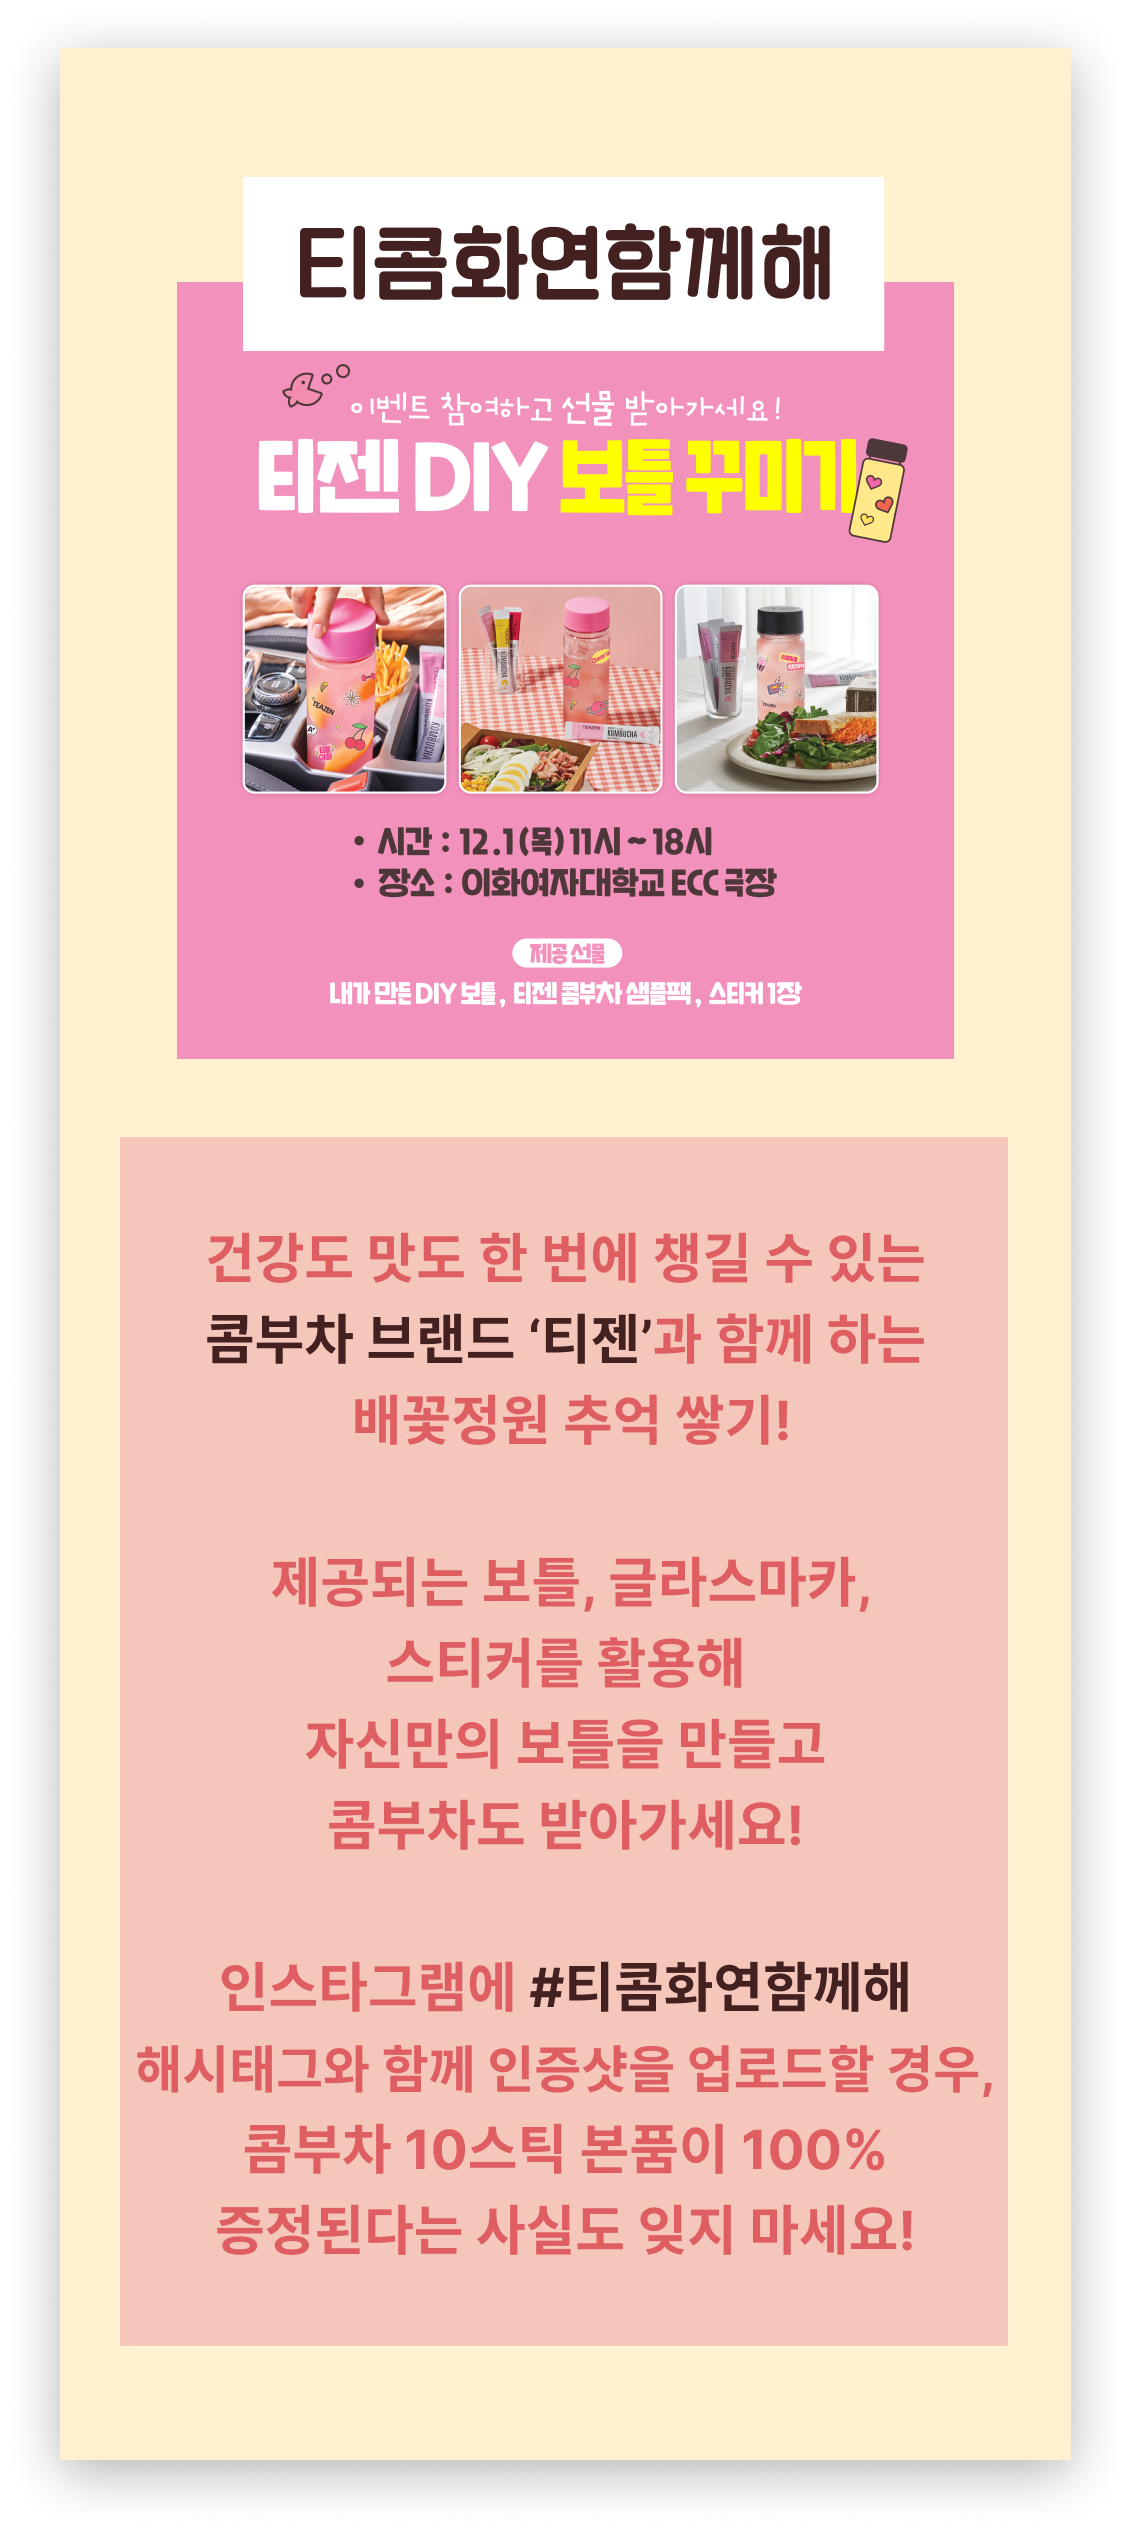 티콤화연함께해
이벤트 참여하고 선물 받아가세요!
티젠 DIY 보틀 꾸미기
TEAZEN
A+
티콤
이화
KOMBUCHA
TEAZEN
KOMBUCHA
KOMBUCHA
TEAZEN
KOMBUCHA
• 시간 : 12.1(목) 11시 ~ 18시
• 장소 : 이화여자대학교 ECC 극장
제공 선물
내가 만든 DIY 보틀, 티젠 콤부차 샘플팩, 스티커 1장
건강도 맛도 한 번에 챙길 수 있는
콤부차 브랜드 ‘티젠’과 함께 하는
배꽃정원 추억 쌓기!
제공되는 보틀, 글라스마카,
스티커를 활용해
자신만의 보틀을 만들고
콤부차도 받아가세요!
인스타그램에 #티콤화연함께해
해시태그와 함께 인증샷을 업로드할 경우,
콤부차 10스틱 본품이 100%
증정된다는 사실도 잊지 마세요!